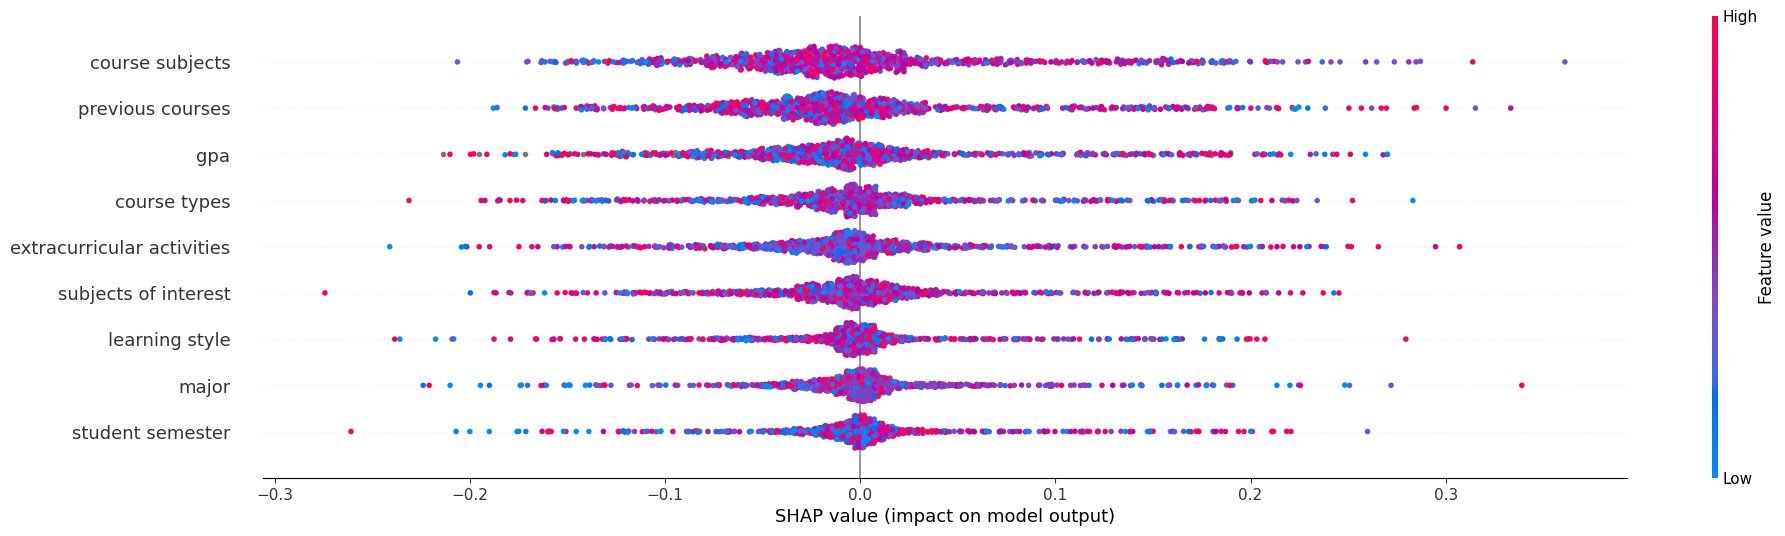 High
course subjects
previous courses
gpa
course types
extracurricular activities
subjects of interest
learning style
major
student semester
Low
Feature value
−0.3 −0.2 −0.1 0.0 0.1 0.2 0.3
SHAP value (impact on model output)